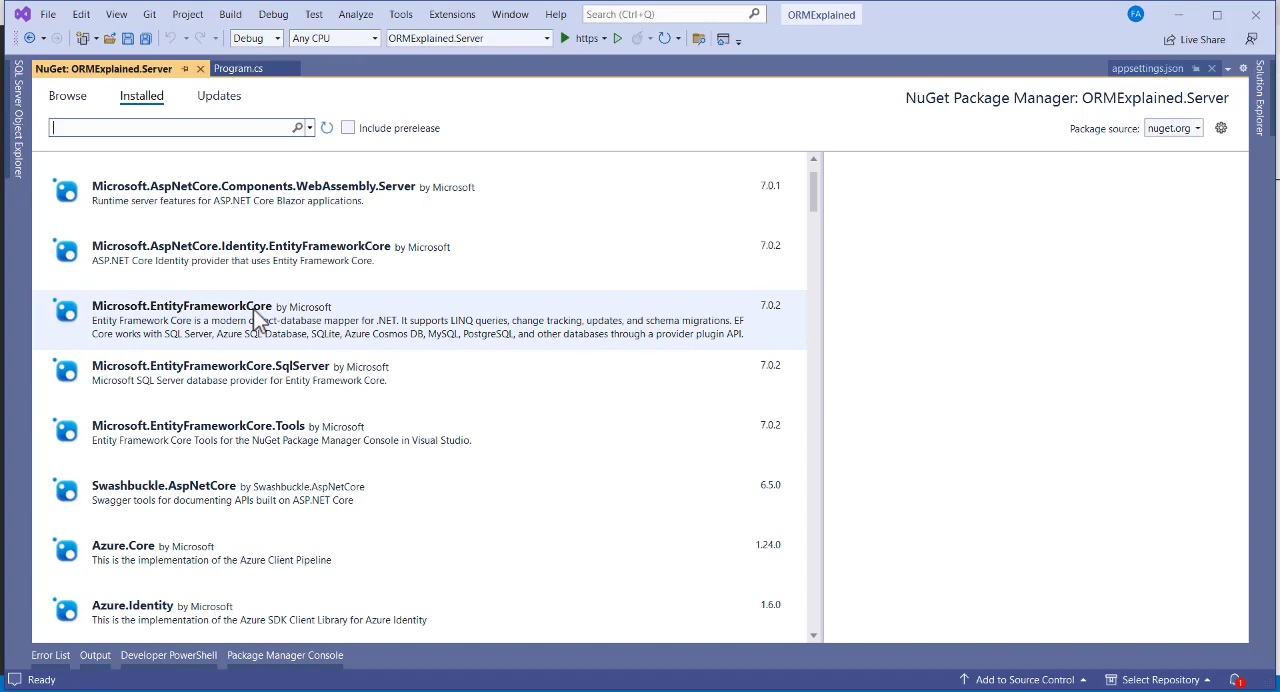 File Edit View Git Project Build Debug Test Analyze Tools Extensions Window Help Search (Ctrl+Q) ORMExplained FA
Debug Any CPU ORMExplained.Server https Live Share
NuGet: ORMExplained.Server Program.cs appsettings.json
SQL Server Object Explorer
Solution Explorer
Browse Installed Updates
NuGet Package Manager: ORMExplained.Server
Include prerelease
Package source: nuget.org
Microsoft.AspNetCore.Components.WebAssembly.Server by Microsoft 7.0.1
Runtime server features for ASP.NET Core Blazor applications.
Microsoft.AspNetCore.Identity.EntityFrameworkCore by Microsoft 7.0.2
ASP.NET Core Identity provider that uses Entity Framework Core.
Microsoft.EntityFrameworkCore by Microsoft 7.0.2
Entity Framework Core is a modern object-database mapper for .NET. It supports LINQ queries, change tracking, updates, and schema migrations. EF
Core works with SQL Server, Azure SQL Database, SQLite, Azure Cosmos DB, MySQL, PostgreSQL, and other databases through a provider plugin API.
Microsoft.EntityFrameworkCore.SqlServer by Microsoft 7.0.2
Microsoft SQL Server database provider for Entity Framework Core.
Microsoft.EntityFrameworkCore.Tools by Microsoft 7.0.2
Entity Framework Core Tools for the NuGet Package Manager Console in Visual Studio.
Swashbuckle.AspNetCore by Swashbuckle.AspNetCore 6.5.0
Swagger tools for documenting APIs built on ASP.NET Core
Azure.Core by Microsoft 1.24.0
This is the implementation of the Azure Client Pipeline
Azure.Identity by Microsoft 1.6.0
This is the implementation of the Azure SDK Client Library for Azure Identity
Error List Output Developer PowerShell Package Manager Console
Ready Add to Source Control Select Repository 1